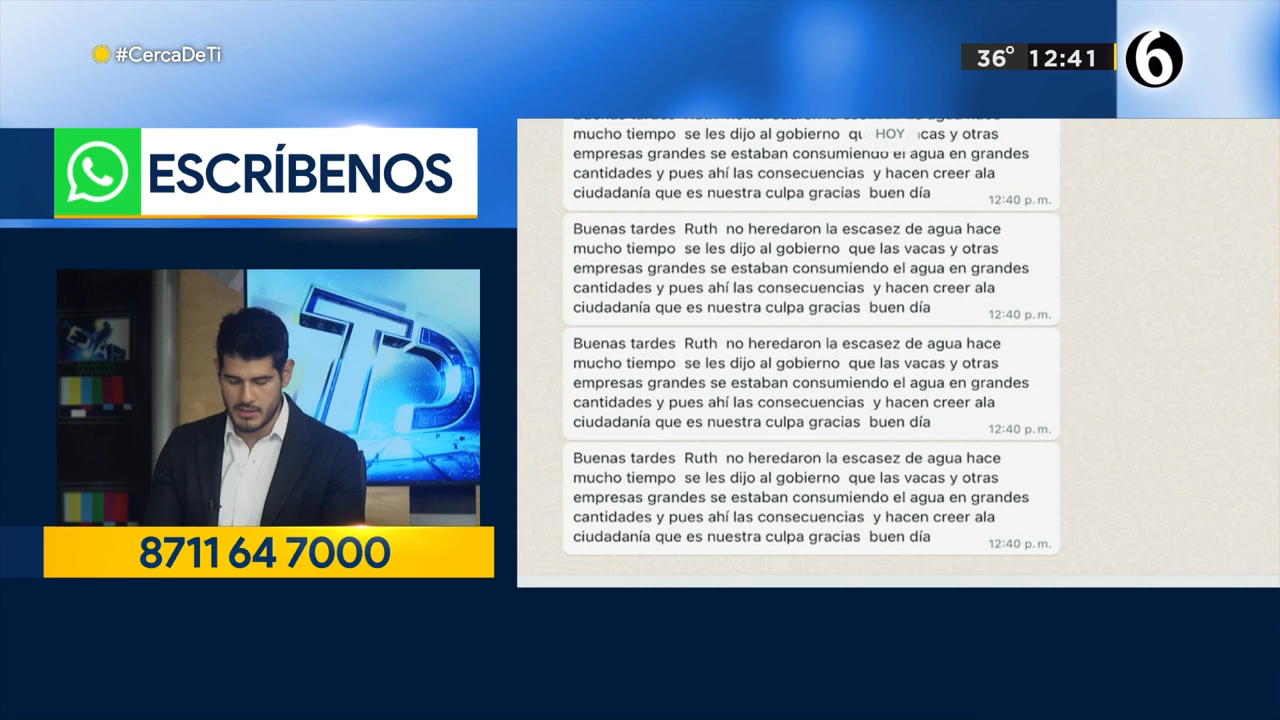 #CercaDeTi
36° 12:41
6
ESCRÍBENOS
8711 64 7000
TP
HOY
mucho tiempo se les dijo al gobierno qu cas y otras
empresas grandes se estaban consumiendo el agua en grandes
cantidades y pues ahí las consecuencias y hacen creer ala
ciudadanía que es nuestra culpa gracias buen día
12:40 p. m.
Buenas tardes Ruth no heredaron la escasez de agua hace
mucho tiempo se les dijo al gobierno que las vacas y otras
empresas grandes se estaban consumiendo el agua en grandes
cantidades y pues ahí las consecuencias y hacen creer ala
ciudadanía que es nuestra culpa gracias buen día
12:40 p. m.
Buenas tardes Ruth no heredaron la escasez de agua hace
mucho tiempo se les dijo al gobierno que las vacas y otras
empresas grandes se estaban consumiendo el agua en grandes
cantidades y pues ahí las consecuencias y hacen creer ala
ciudadanía que es nuestra culpa gracias buen día
12:40 p. m.
Buenas tardes Ruth no heredaron la escasez de agua hace
mucho tiempo se les dijo al gobierno que las vacas y otras
empresas grandes se estaban consumiendo el agua en grandes
cantidades y pues ahí las consecuencias y hacen creer ala
ciudadanía que es nuestra culpa gracias buen día
12:40 p. m.